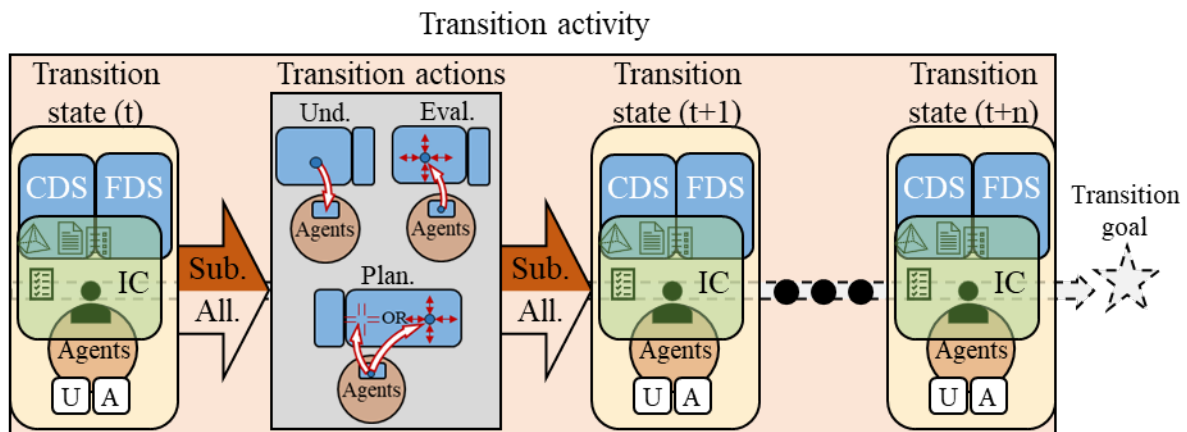 Transition activity
Transition
state (t)
CDS
FDS
IC
Agents
U
A
Sub.
All.
Transition actions
Und.
Agents
Eval.
Agents
Plan.
OR
Agents
Sub.
All.
Transition
state (t+1)
CDS
FDS
IC
Agents
U
A
Transition
state (t+n)
CDS
FDS
IC
Agents
U
A
Transition
goal